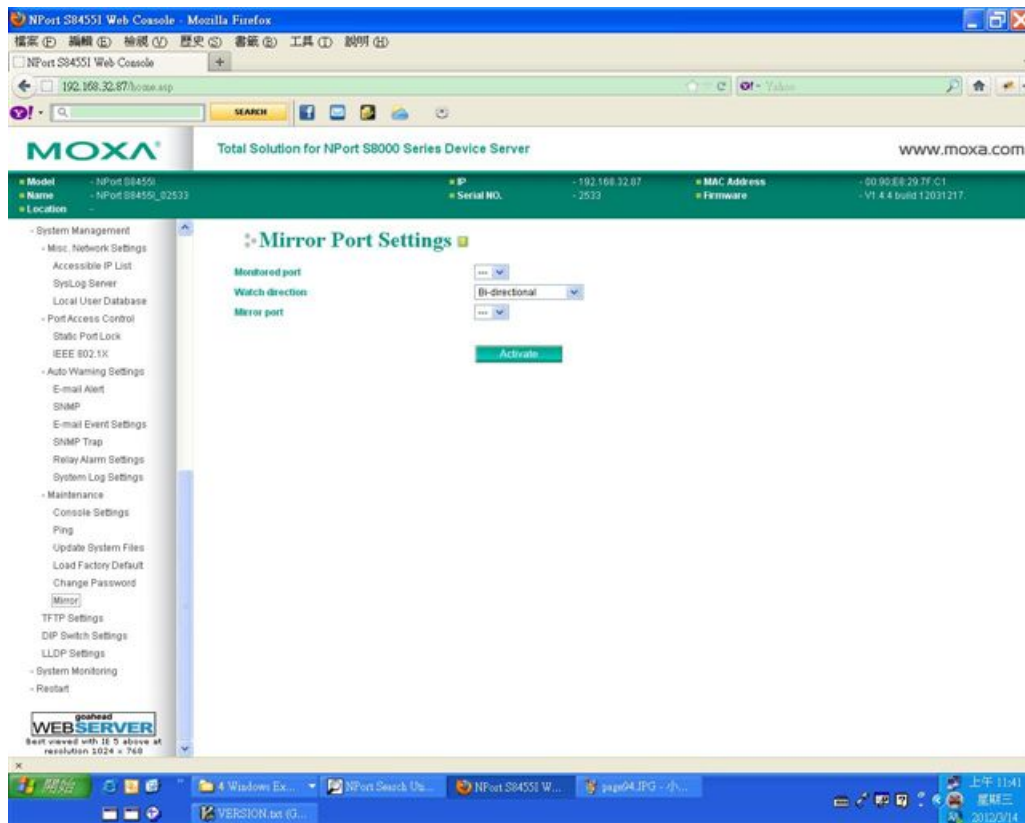 NPort S8455I Web Console - Mozilla Firefox
檔案(F) 編輯(E) 檢視(V) 歷史(S) 書籤(B) 工具(T) 說明(H)
NPort S8455I Web Console +
192.168.32.87/home.asp
Yahoo
SEARCH
MOXA
Total Solution for NPort S8000 Series Device Server
www.moxa.com
Model - NPort S8455I
IP - 192.168.32.87
MAC Address - 00:90:E8:29:7F:C1
Name - NPort S8455I_02533
Serial NO. - 2533
Firmware - V1.4.4 build 12031217.
Location -
- System Management
- Misc. Network Settings
Accessible IP List
SysLog Server
Local User Database
- Port Access Control
Static Port Lock
IEEE 802.1X
- Auto Warning Settings
E-mail Alert
SNMP
E-mail Event Settings
SNMP Trap
Relay Alarm Settings
System Log Settings
- Maintenance
Console Settings
Ping
Update System Files
Load Factory Default
Change Password
Mirror
TFTP Settings
DIP Switch Settings
LLDP Settings
- System Monitoring
- Restart
goahead
WEBSERVER
Best viewed with IE 5 above at
resolution 1024 x 768
Mirror Port Settings
Monitored port ---
Watch direction Bi-directional
Mirror port ---
Activate
開始
4 Windows Ex...
NPort Search Uti...
NPort S8455I W...
page04.JPG - 小...
VERSION.txt (G...
上午 11:41
星期三
2012/3/14